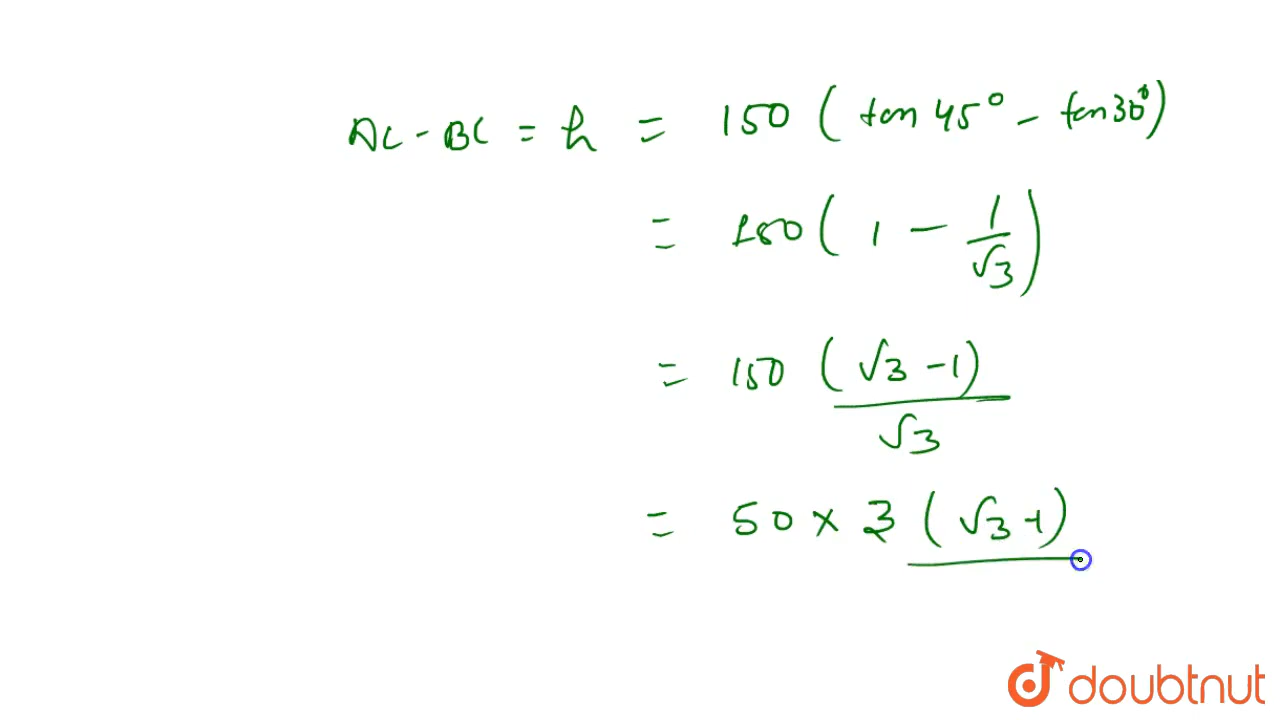 AC - BC = h = 150 ( tan 45° - tan 30° )
= 150 ( 1 - 1/√3 )
= 150 ( √3 - 1 ) / √3
= 50 × 3 ( √3 - 1 )
doubtnut